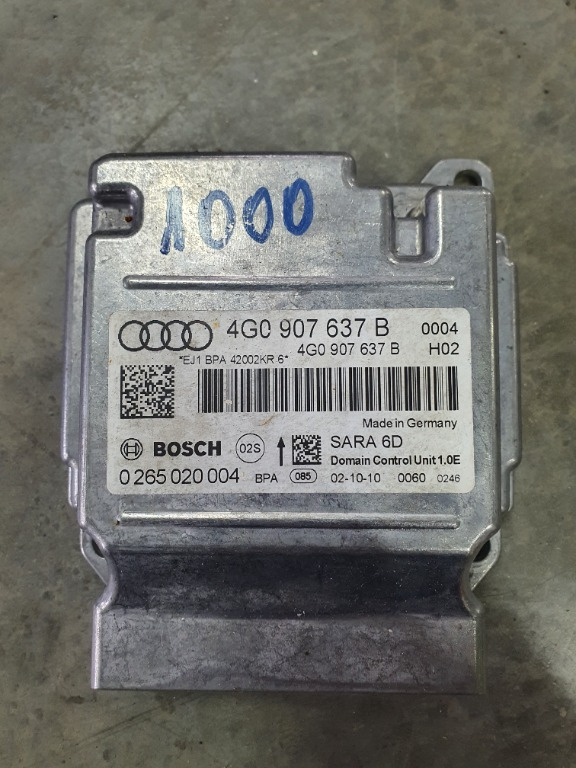 1000
4G0 907 637 B 0004
4G0 907 637 B H02
*EJ1 BPA 42002KR 6*
Made in Germany
BOSCH 02S SARA 6D
Domain Control Unit 1.0E
0 265 020 004 BPA 085 02-10-10 0060 0246